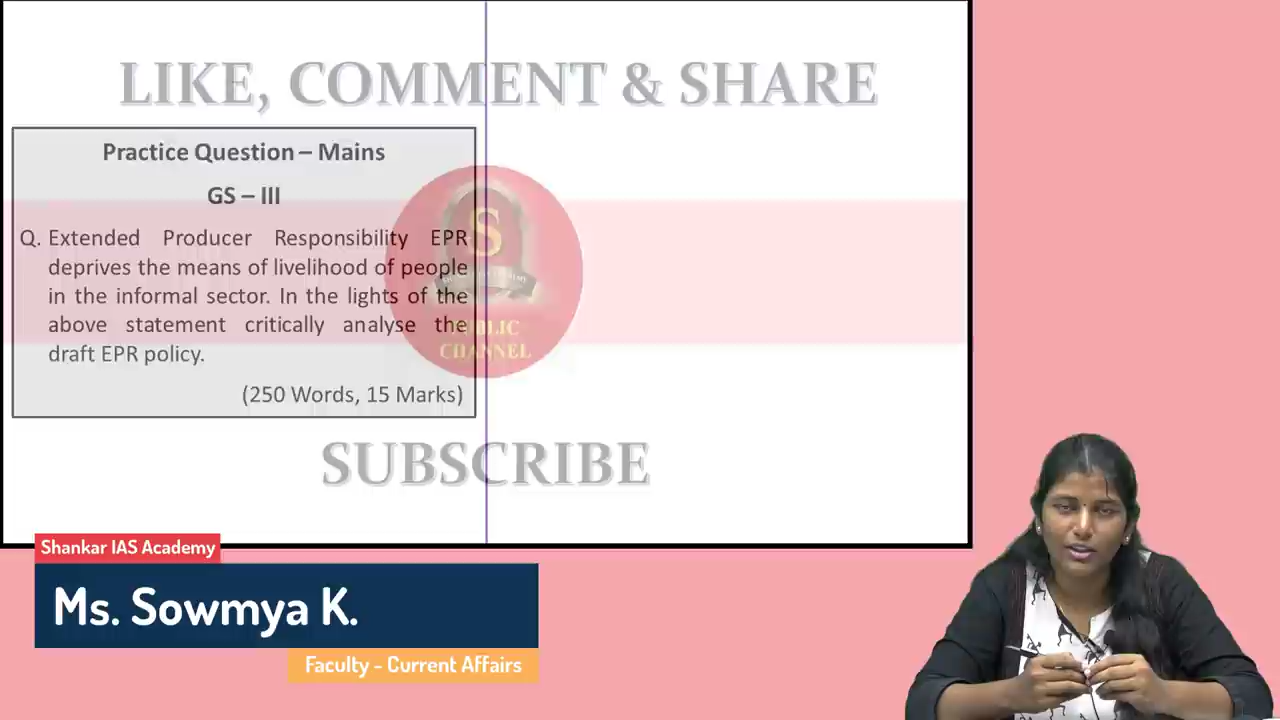 LIKE, COMMENT & SHARE
Practice Question – Mains
GS – III
Q. Extended Producer Responsibility EPR
deprives the means of livelihood of people
in the informal sector. In the lights of the
above statement critically analyse the
draft EPR policy.
(250 Words, 15 Marks)
S
PUBLIC
CHANNEL
SUBSCRIBE
Shankar IAS Academy
Ms. Sowmya K.
Faculty - Current Affairs